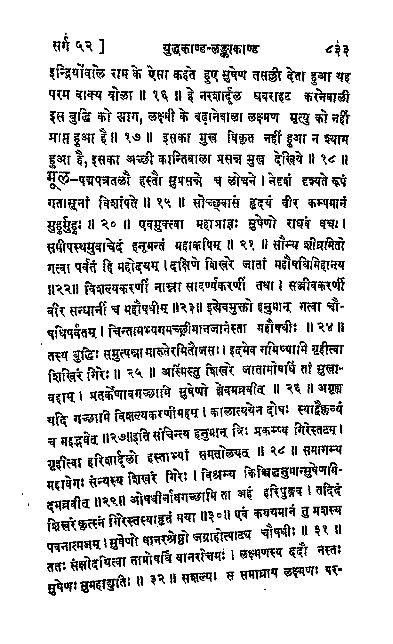 सर्ग ५२ ] युद्धकाण्ड-लङ्काकाण्ड ८३३
इन्द्रियोंवाले राम के ऐसा कहते हुए सुषेण तसल्ली देता हुआ यह
परम वाक्य बोला ॥ १६ ॥ हे नरशार्दूल घबराहट करनेवाली
इस बुद्धि को त्याग, लक्ष्मी के बढ़ानेवाला लक्ष्मण मृत्यु को नहीं
प्राप्त हुआ है ॥ १७ ॥ इसका मुख विकृत नहीं हुआ न श्याम
हुआ है, इसका अच्छी कान्तिवाला प्रसन्न मुख देखिये ॥ १८ ॥
मूल—पद्मपत्रतलौ हस्तौ सुप्रसन्ने च लोचने। नेदृशं दृश्यते रूपं
गतासूनां विशांपते ॥ १९ ॥ सोच्छ्वासं हृदयं वीर कम्पमानं
मुहुर्मुहुः ॥ २० ॥ एवमुक्त्वा महाप्राज्ञः सुषेणो राघवं वचः।
समीपस्थमुवाचेदं हनुमन्तं महाकपिम् ॥ २१ ॥ सौम्य शीघ्रमितो
गत्वा पर्वतं हि महोदयम्। दक्षिणे शिखरे जातां महौषधिमिहानय
॥२२॥ विशल्यकरणीं नाम्ना सावर्ण्यकरणीं तथा। सञ्जीवकरणीं
वीर सन्धानीं च महौषधीम् ॥२३॥ इत्येवमुक्तो हनुमान् गत्वा चौ-
षधिपर्वतम्। चिन्तामभ्यगमच्छ्रीमानजानंस्ता महौषधीः ॥ २४॥
तस्य बुद्धिः समुत्पन्ना मारुतेरमितौजसः। इदमेव गमिष्यामि गृहीत्वा
शिखरं गिरेः ॥ २५ ॥ अस्मिंस्तु शिखरे जातामोषधिं तां सुखा-
वहाम्। प्रतर्केणावगच्छामि सुषेणो ह्येवमब्रवीत् ॥ २६ ॥ अगृह्य
यदि गच्छामि विशल्यकरणीमहम्। कालात्ययेन दोषः स्याद्वैक्लव्यं
च महद्भवेत् ॥२७॥इति संचिन्त्य हनुमान् त्रिः प्रकम्प्य गिरेस्तटम्।
गृहीत्वा हरिशार्दूलो हस्ताभ्यां समतोलयत् ॥ २८ ॥ समागम्य
महावेगः संन्यस्य शिखरं गिरेः। विश्रम्य किञ्चिद्धनुमान्सुषेणमि-
दमब्रवीत् ॥२९॥ ओषधीर्नावगच्छामि ता अहं हरिपुङ्गव। तदिदं
शिखरं कृत्स्नं गिरेस्तस्याहृतं मया ॥३०॥ एवं कथयमानं तु प्रशस्य
पवनात्मजम्। सुषेणो वानरश्रेष्ठो जग्राहोत्पाट्य चौषधीः ॥ ३१ ॥
ततः संक्षोदयित्वा तामोषधिं वानरोत्तमः। लक्ष्मणस्य ददौ नस्तः
सुषेणः सुमहाद्युतिः ॥ ३२ ॥ सशल्यः स समाघ्राय लक्ष्मणः पर-